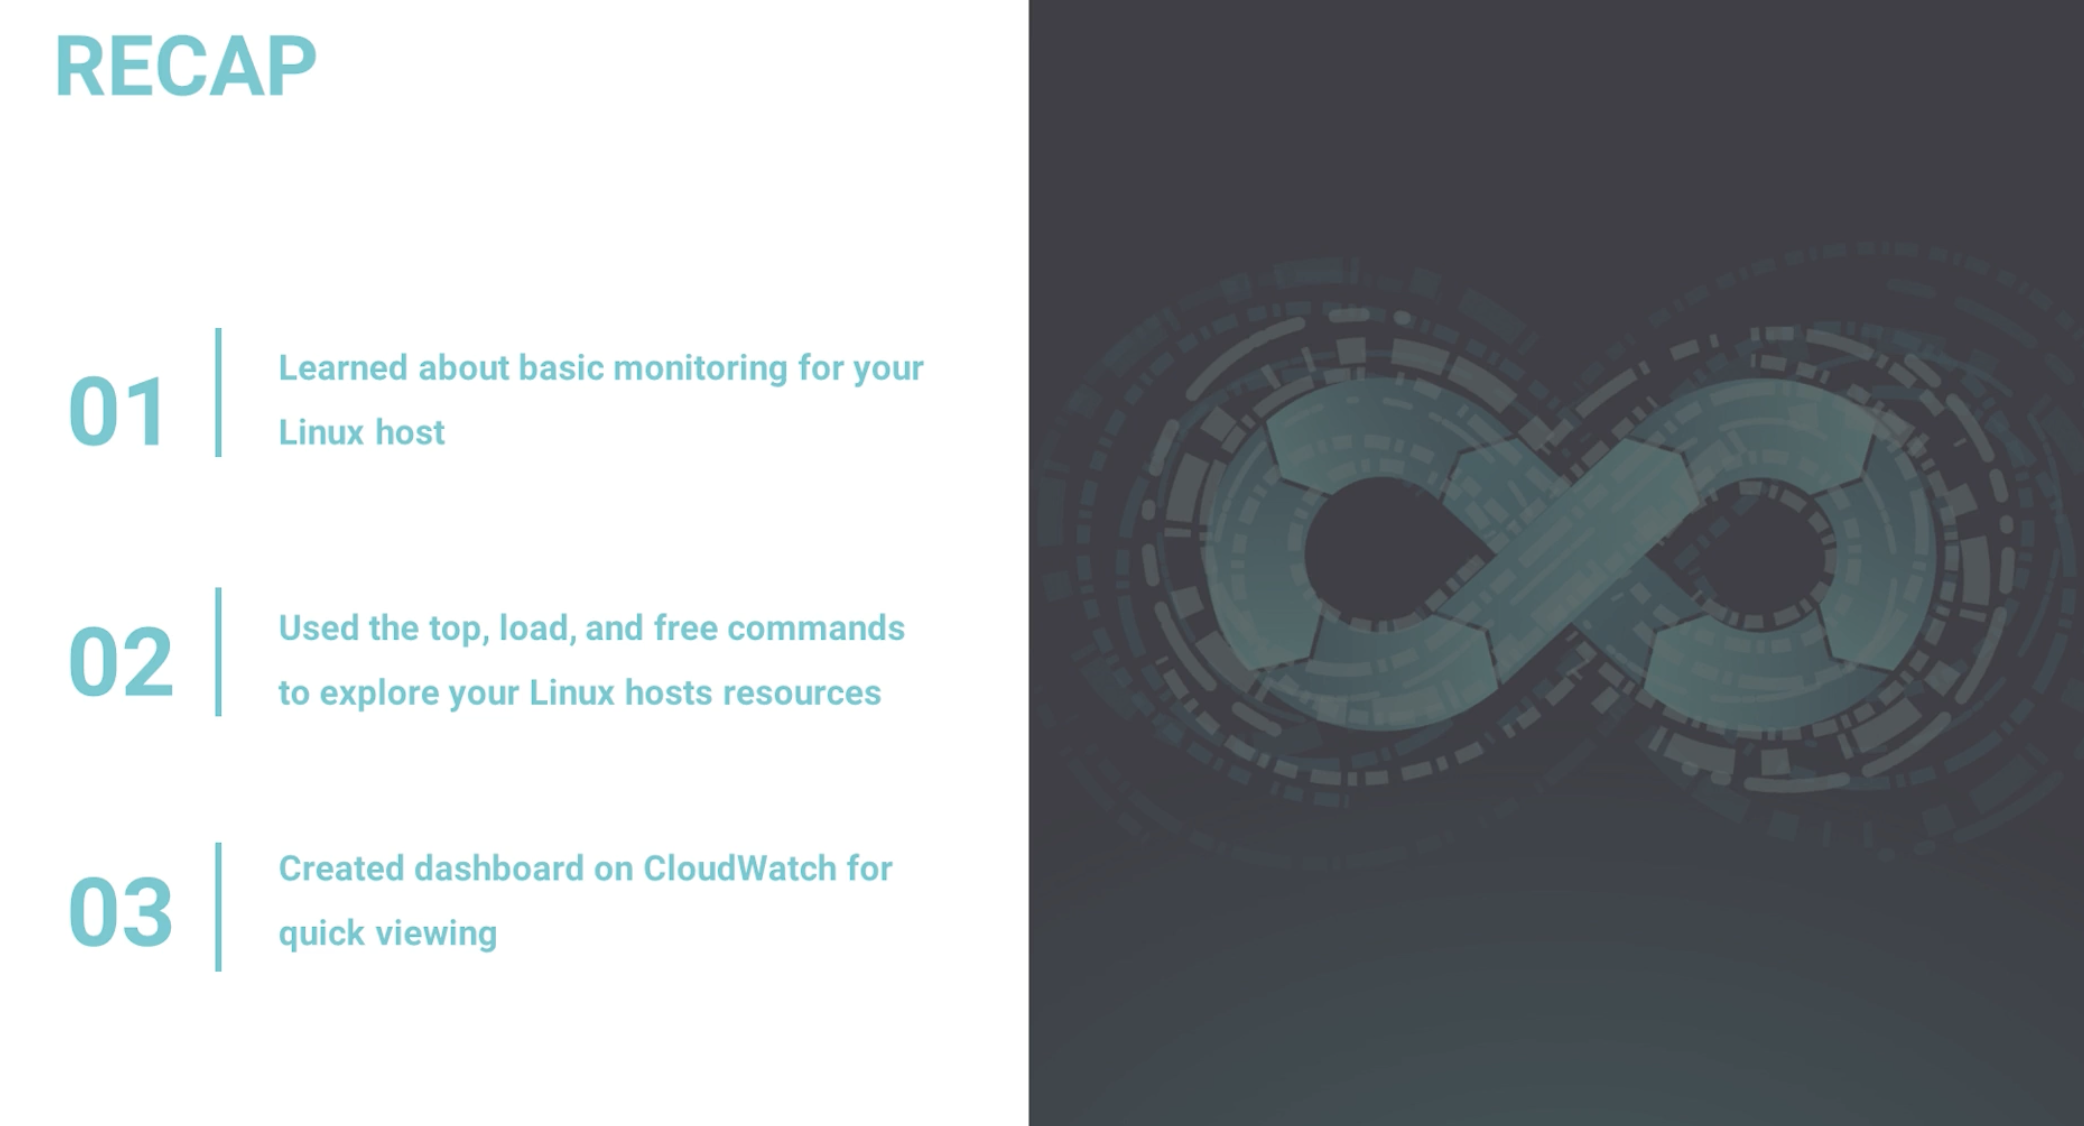 RECAP
01
Learned about basic monitoring for your
Linux host
02
Used the top, load, and free commands
to explore your Linux hosts resources
03
Created dashboard on CloudWatch for
quick viewing